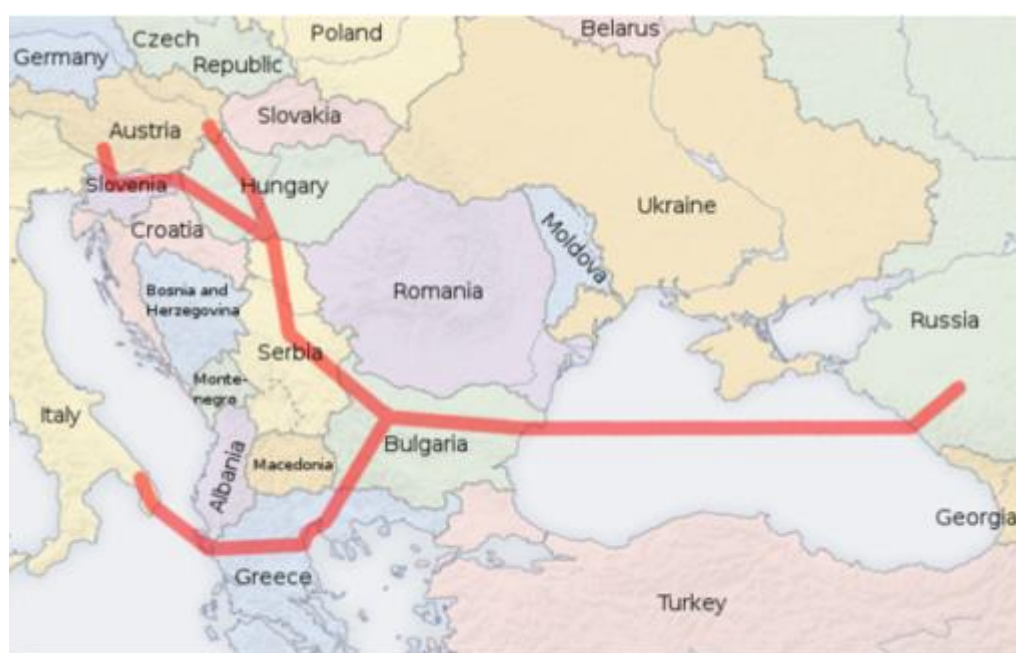 Belarus
Poland
Czech
Republic
Germany
Slovakia
Austria
Slovenia
Hungary
Ukraine
Croatia
Moldova
Bosnia and
Herzegovina
Romania
Russia
Serbia
Monte-
negro
Italy
Bulgaria
Albania
Macedonia
Georgia
Greece
Turkey